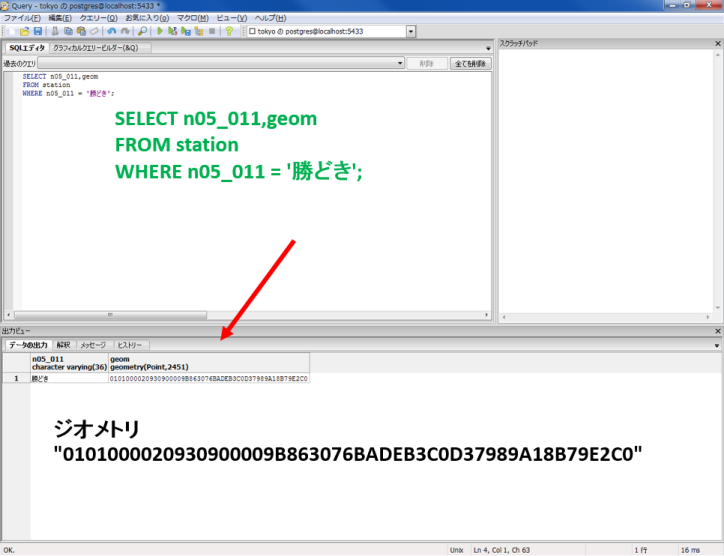 Query - tokyo の postgres@localhost:5433 *
ファイル(F) 編集(E) クエリー(Q) お気に入り(o) マクロ(M) ビュー(V) ヘルプ(H)
tokyo の postgres@localhost:5433
SQLエディタ グラフィカルクエリービルダー(&Q)
過去のクエリ 削除 全てを削除
SELECT n05_011,geom
FROM station
WHERE n05_011 = '勝どき';
SELECT n05_011,geom
FROM station
WHERE n05_011 = '勝どき';
スクラッチパッド
出力ビュー
データの出力 解釈 メッセージ ヒストリー
n05_011 geom
character varying(36) geometry(Point,2451)
1 勝どき 0101000020930900009B863076BADEB3C0D37989A18B79E2C0
ジオメトリ
"0101000020930900009B863076BADEB3C0D37989A18B79E2C0"
OK. Unix Ln 4, Col 1, Ch 63 1 行 16 ms